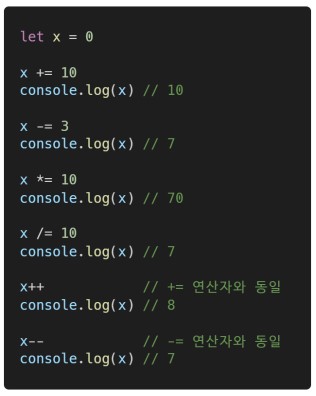 let x = 0
x += 10
console.log(x) // 10
x -= 3
console.log(x) // 7
x *= 10
console.log(x) // 70
x /= 10
console.log(x) // 7
x++ // += 연산자와 동일
console.log(x) // 8
x-- // -= 연산자와 동일
console.log(x) // 7